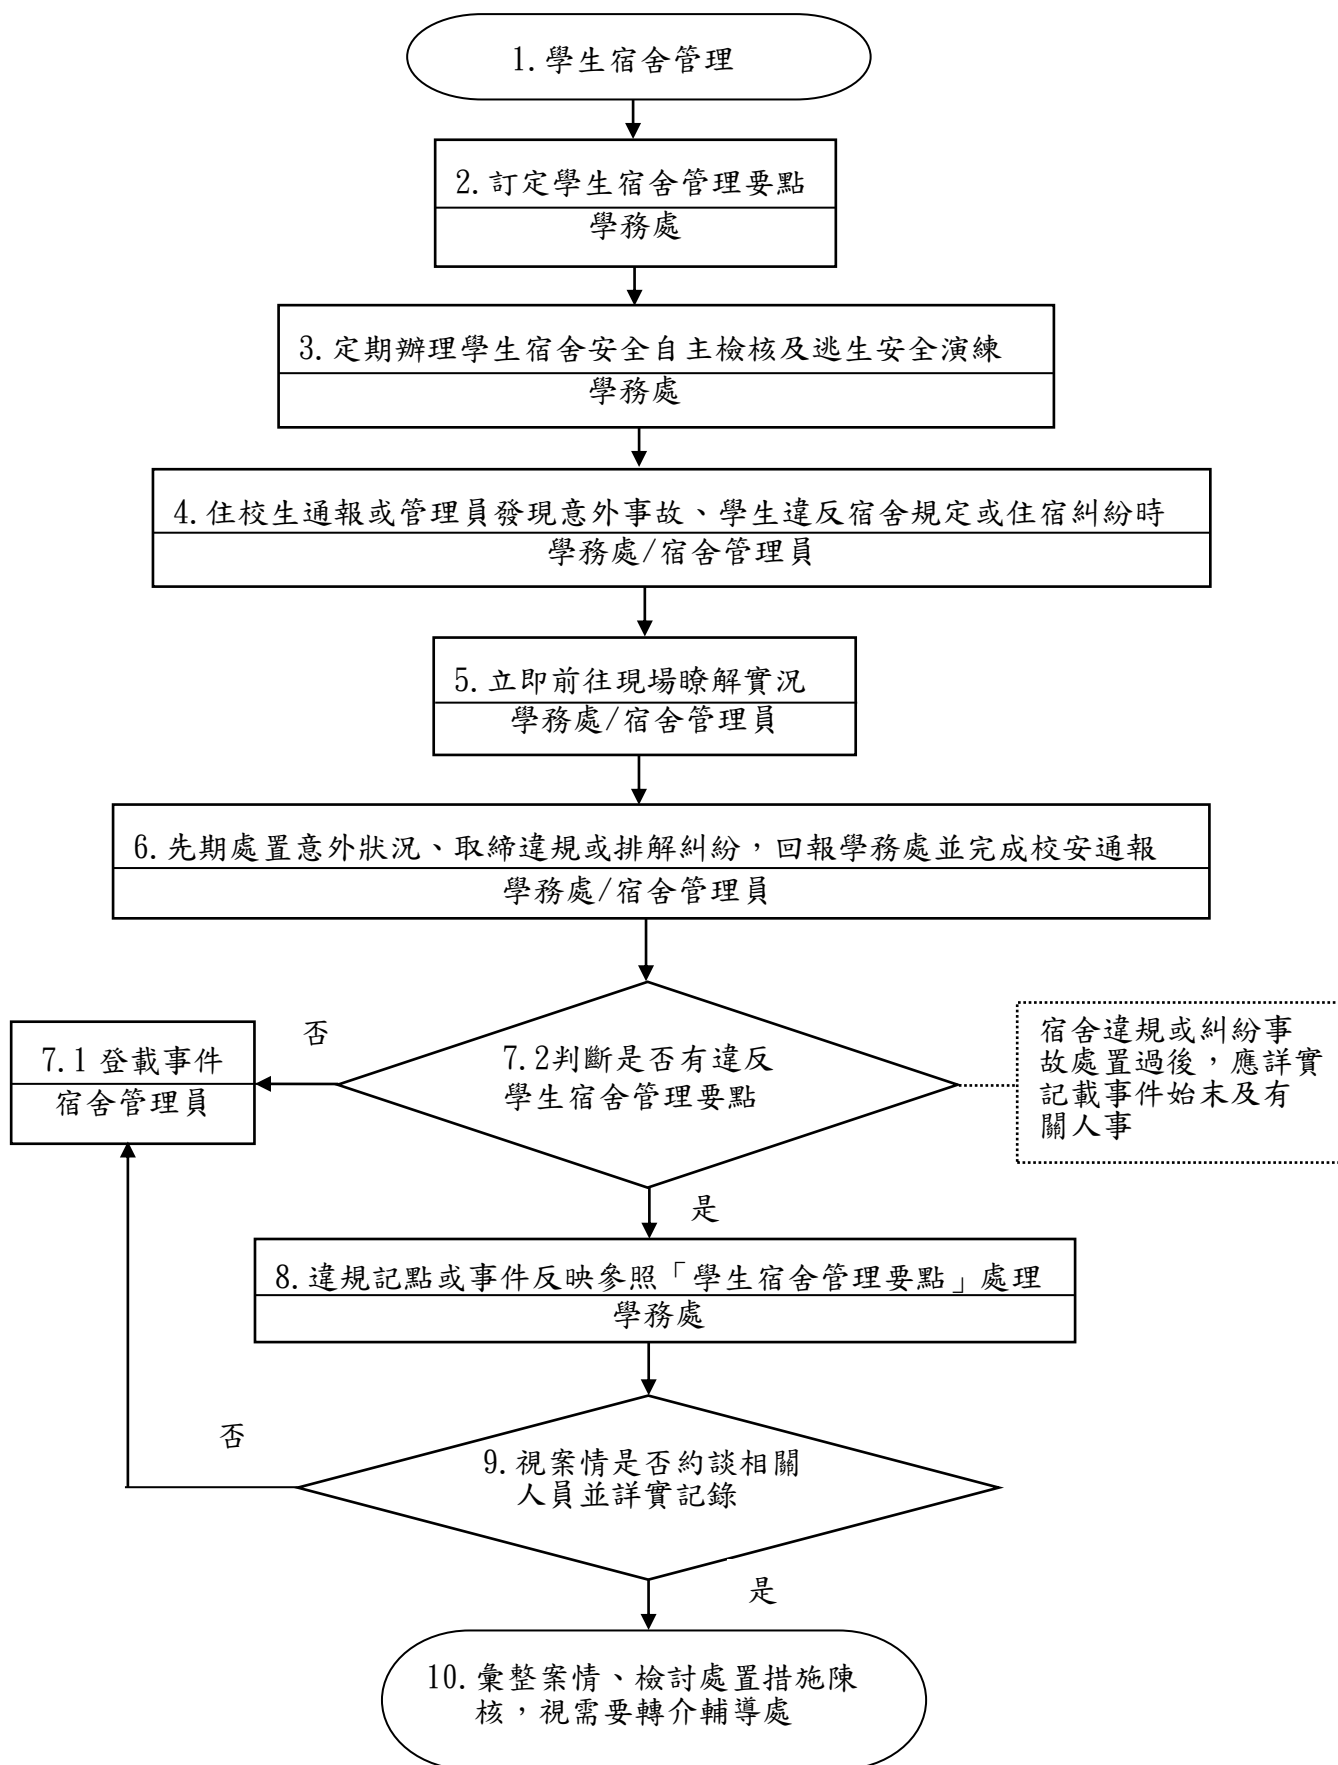 1.學生宿舍管理
2.訂定學生宿舍管理要點
學務處
3.定期辦理學生宿舍安全自主檢核及逃生安全演練
學務處
4.住校生通報或管理員發現意外事故、學生違反宿舍規定或住宿糾紛時
學務處/宿舍管理員
5.立即前往現場瞭解實況
學務處/宿舍管理員
6.先期處置意外狀況、取締違規或排解糾紛，回報學務處並完成校安通報
學務處/宿舍管理員
否
7.1 登載事件
宿舍管理員
7.2判斷是否有違反
學生宿舍管理要點
宿舍違規或糾紛事
故處置過後，應詳實
記載事件始末及有
關人事
是
8.違規記點或事件反映參照「學生宿舍管理要點」處理
學務處
否
9.視案情是否約談相關
人員並詳實記錄
是
10.彙整案情、檢討處置措施陳
核，視需要轉介輔導處